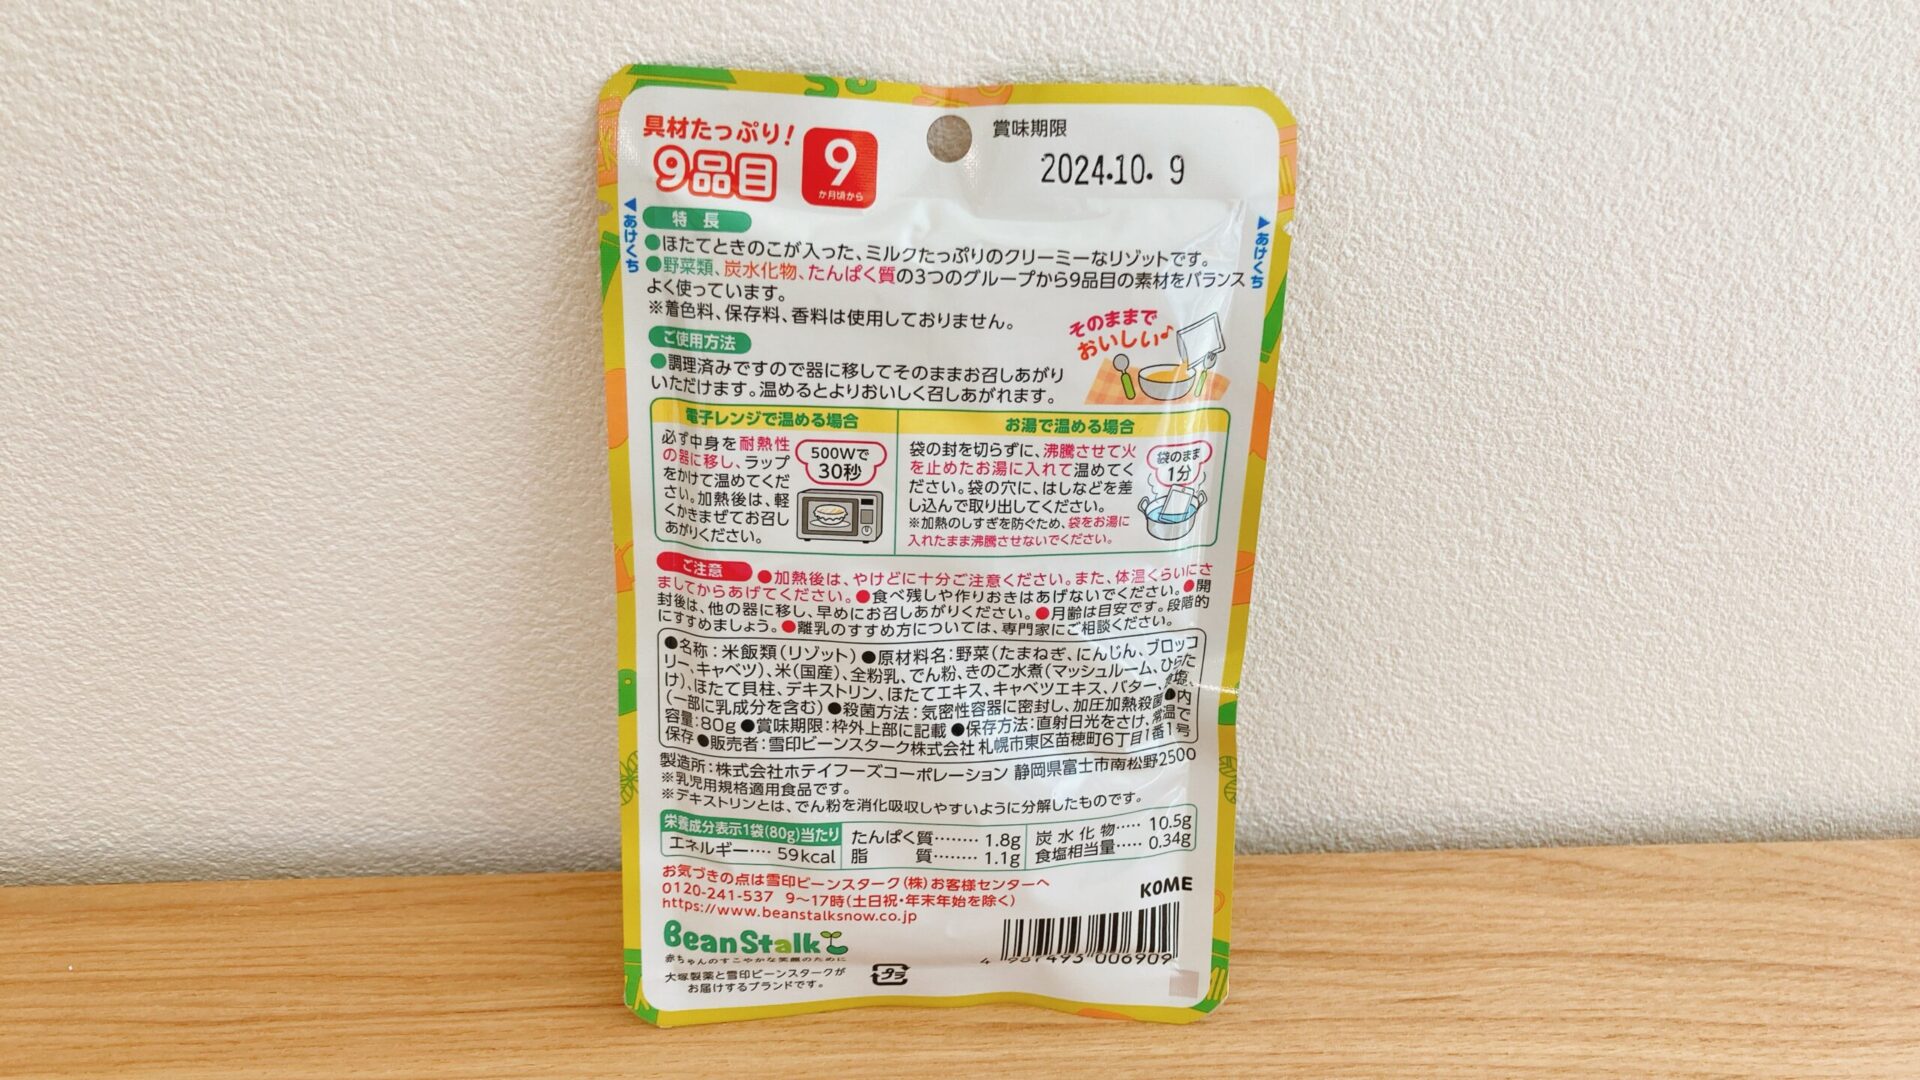 具材たっぷり!
9品目
9
か月頃から
賞味期限
2024.10. 9
あけくち
あけくち
特長
●ほたてときのこが入った、ミルクたっぷりのクリーミーなリゾットです。
●野菜類、炭水化物、たんぱく質の3つのグループから9品目の素材をバランス
よく使っています。
※着色料、保存料、香料は使用しておりません。
そのままで
おいしい♪
ご使用方法
●調理済みですので器に移してそのままお召しあがり
いただけます。温めるとよりおいしく召しあがれます。
電子レンジで温める場合
必ず中身を耐熱性
の器に移し、ラップ
をかけて温めてくだ
さい。加熱後は、軽
くかきまぜてお召し
あがりください。
500Wで
30秒
お湯で温める場合
袋の封を切らずに、沸騰させて火
を止めたお湯に入れて温めてく
ださい。袋の穴に、はしなどを差
し込んで取り出してください。
※加熱のしすぎを防ぐため、袋をお湯に
入れたまま沸騰させないでください。
袋のまま
1分
ご注意 ●加熱後は、やけどに十分ご注意ください。また、体温くらいにさ
ましてからあげてください。●食べ残しや作りおきはあげないでください。●開
封後は、他の器に移し、早めにお召しあがりください。●月齢は目安です。段階的
にすすめましょう。●離乳のすすめ方については、専門家にご相談ください。
●名称:米飯類(リゾット)●原材料名:野菜(たまねぎ、にんじん、ブロッコ
リー、キャベツ)、米(国産)、全粉乳、でん粉、きのこ水煮(マッシュルーム、ひらた
け)、ほたて貝柱、デキストリン、ほたてエキス、キャベツエキス、バター、食塩、
(一部に乳成分を含む)●殺菌方法:気密性容器に密封し、加圧加熱殺菌●内
容量:80g●賞味期限:枠外上部に記載●保存方法:直射日光をさけ、常温で
保存●販売者:雪印ビーンスターク株式会社 札幌市東区苗穂町6丁目1番1号
製造所:株式会社ホテイフーズコーポレーション 静岡県富士市南松野2500
※乳児用規格適用食品です。
※デキストリンとは、でん粉を消化吸収しやすいように分解したものです。
栄養成分表示1袋(80g)当たり
エネルギー…… 59kcal
たんぱく質……… 1.8g
脂質……… 1.1g
炭水化物…… 10.5g
食塩相当量…… 0.34g
お気づきの点は雪印ビーンスターク(株)お客様センターへ
0120-241-537 9〜17時(土日祝・年末年始を除く)
https://www.beanstalksnow.co.jp
KOME
BeanStalk
赤ちゃんのすこやかな笑顔のために
大塚製薬と雪印ビーンスタークが
お届けするブランドです。
プラ
4 987493 006909